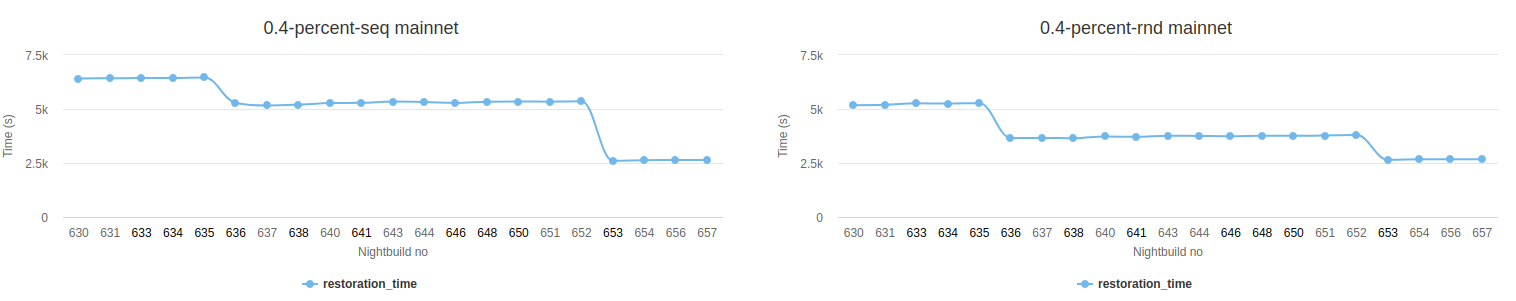 0.4-percent-seq mainnet
7.5k
5k
2.5k
0
Time (s)
630 631 633 634 635 636 637 638 640 641 643 644 646 648 650 651 652 653 654 656 657
Nightbuild no
restoration_time
0.4-percent-rnd mainnet
7.5k
5k
2.5k
0
Time (s)
630 631 633 634 635 636 637 638 640 641 643 644 646 648 650 651 652 653 654 656 657
Nightbuild no
restoration_time